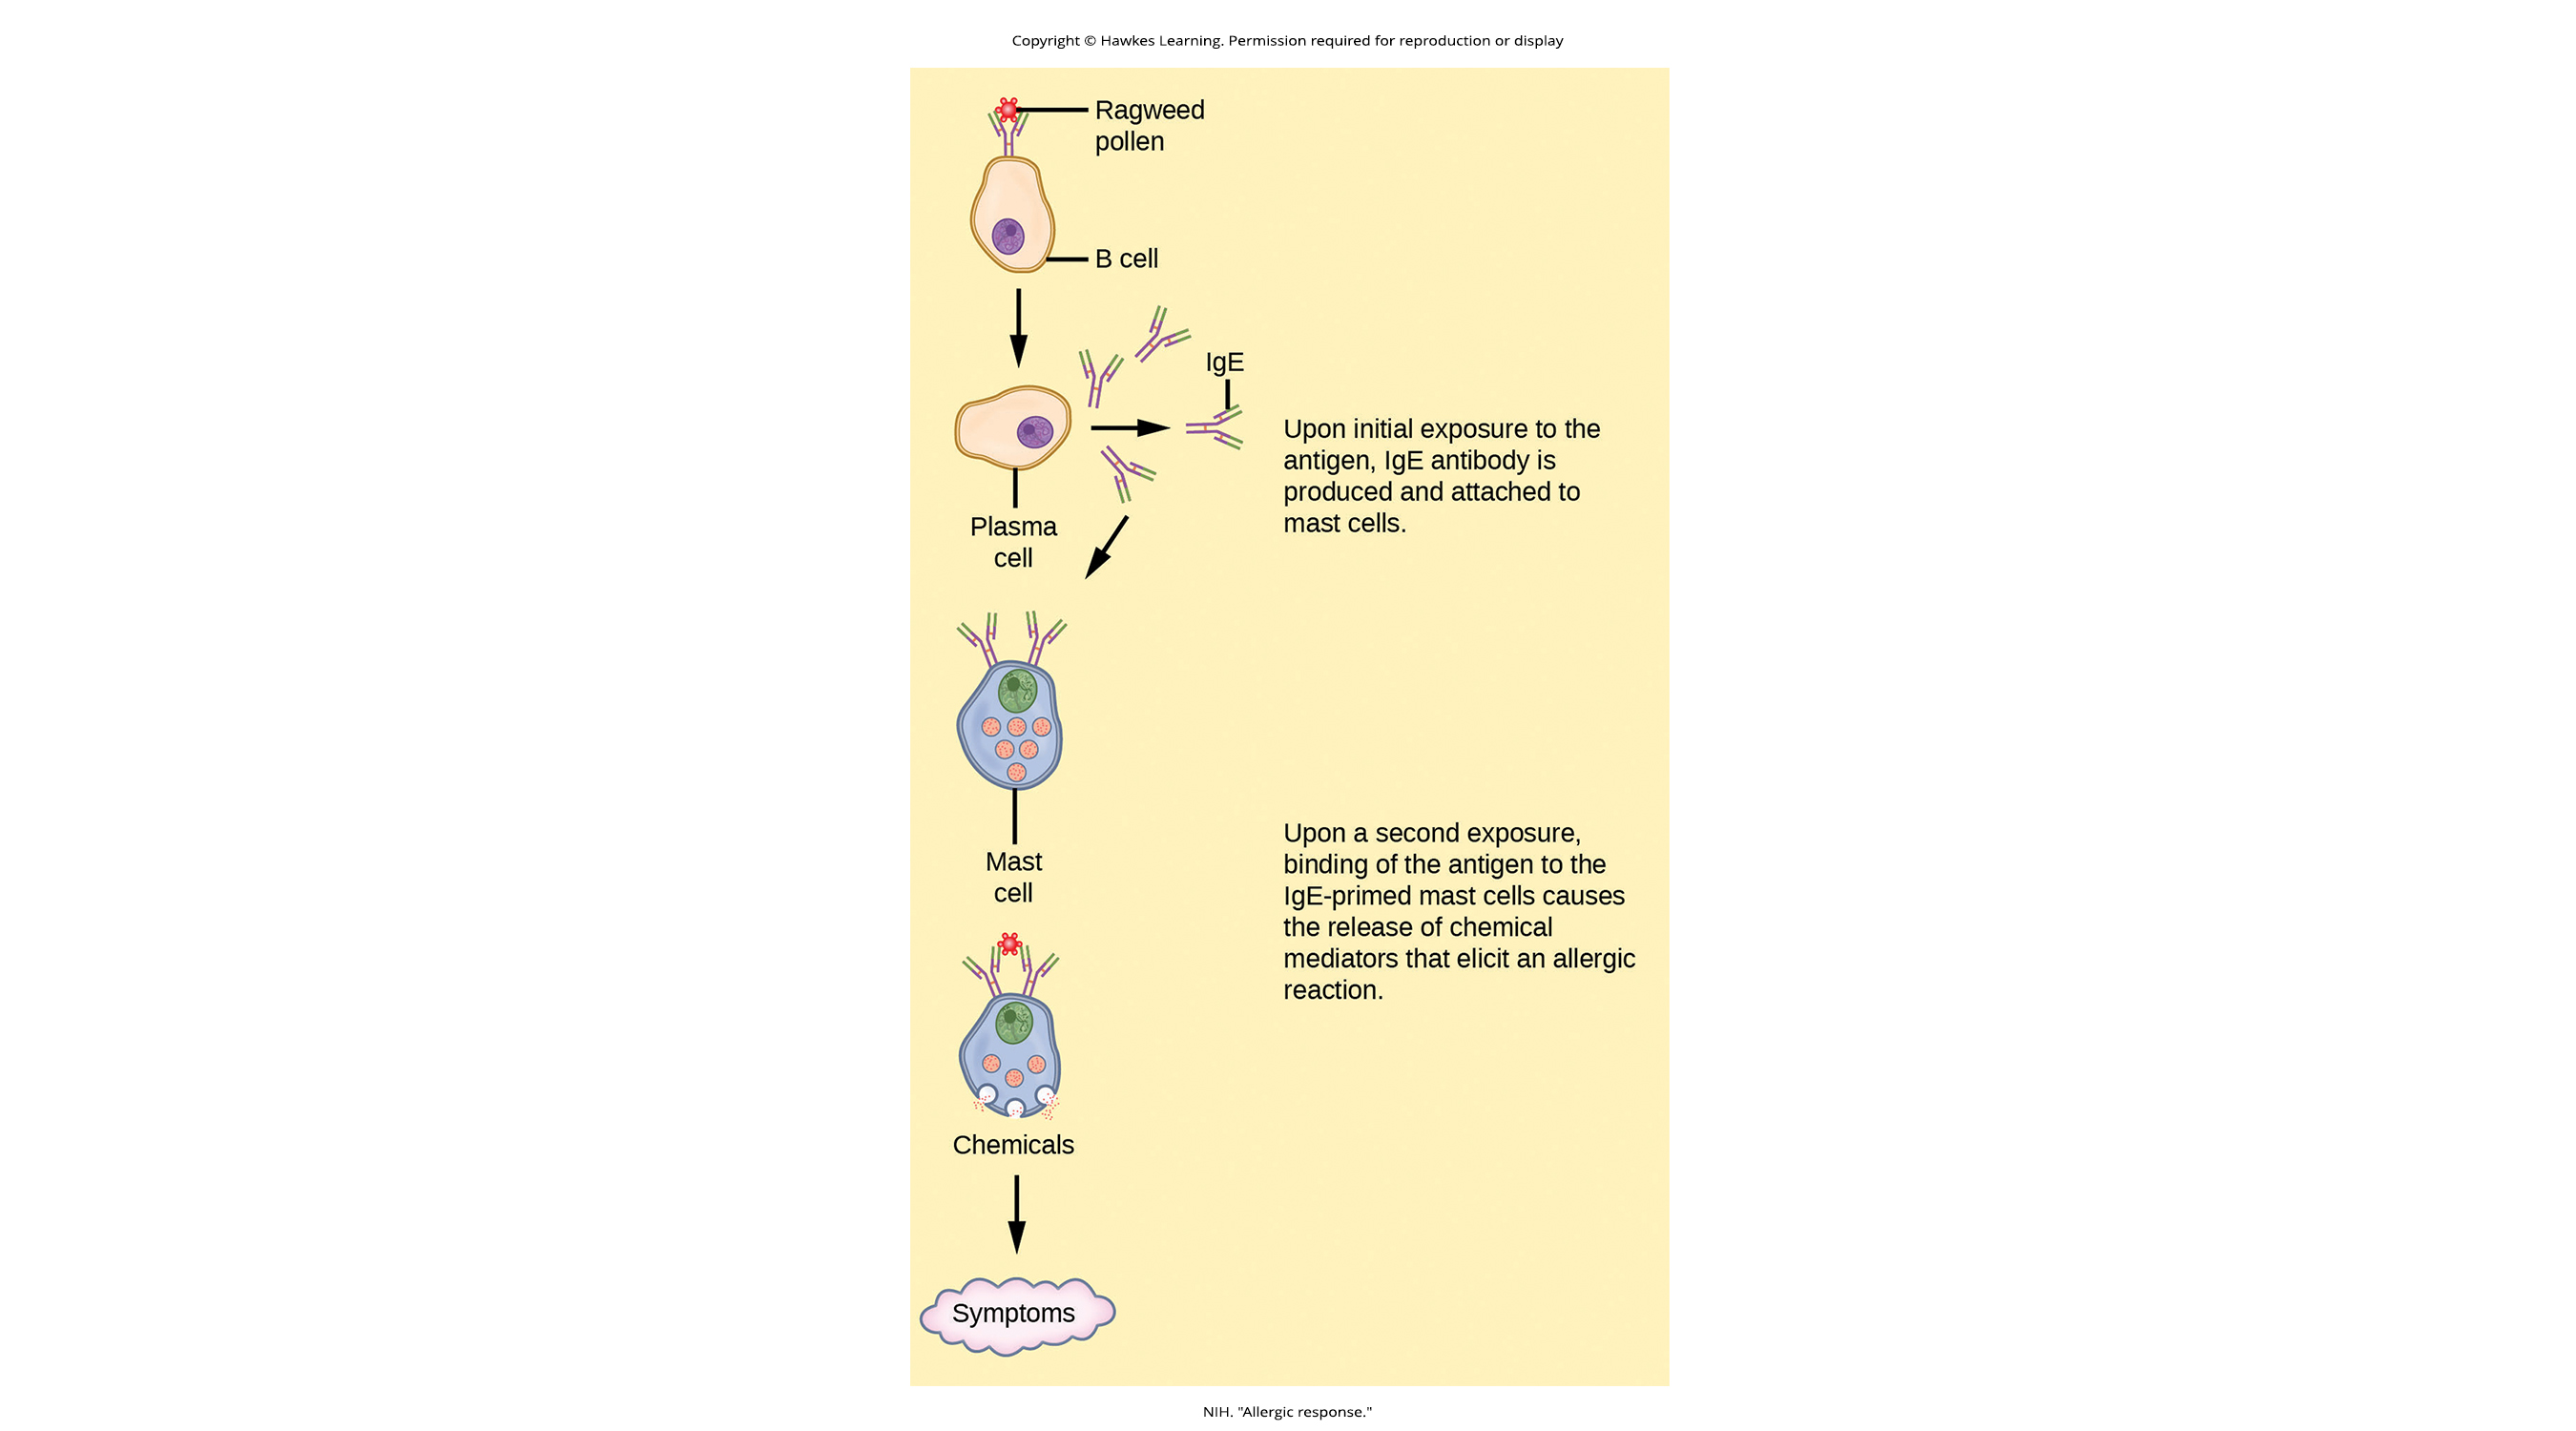 Copyright © Hawkes Learning. Permission required for reproduction or display
Ragweed
pollen
B cell
IgE
Plasma
cell
Upon initial exposure to the
antigen, IgE antibody is
produced and attached to
mast cells.
Mast
cell
Upon a second exposure,
binding of the antigen to the
IgE-primed mast cells causes
the release of chemical
mediators that elicit an allergic
reaction.
Chemicals
Symptoms
NIH. "Allergic response."